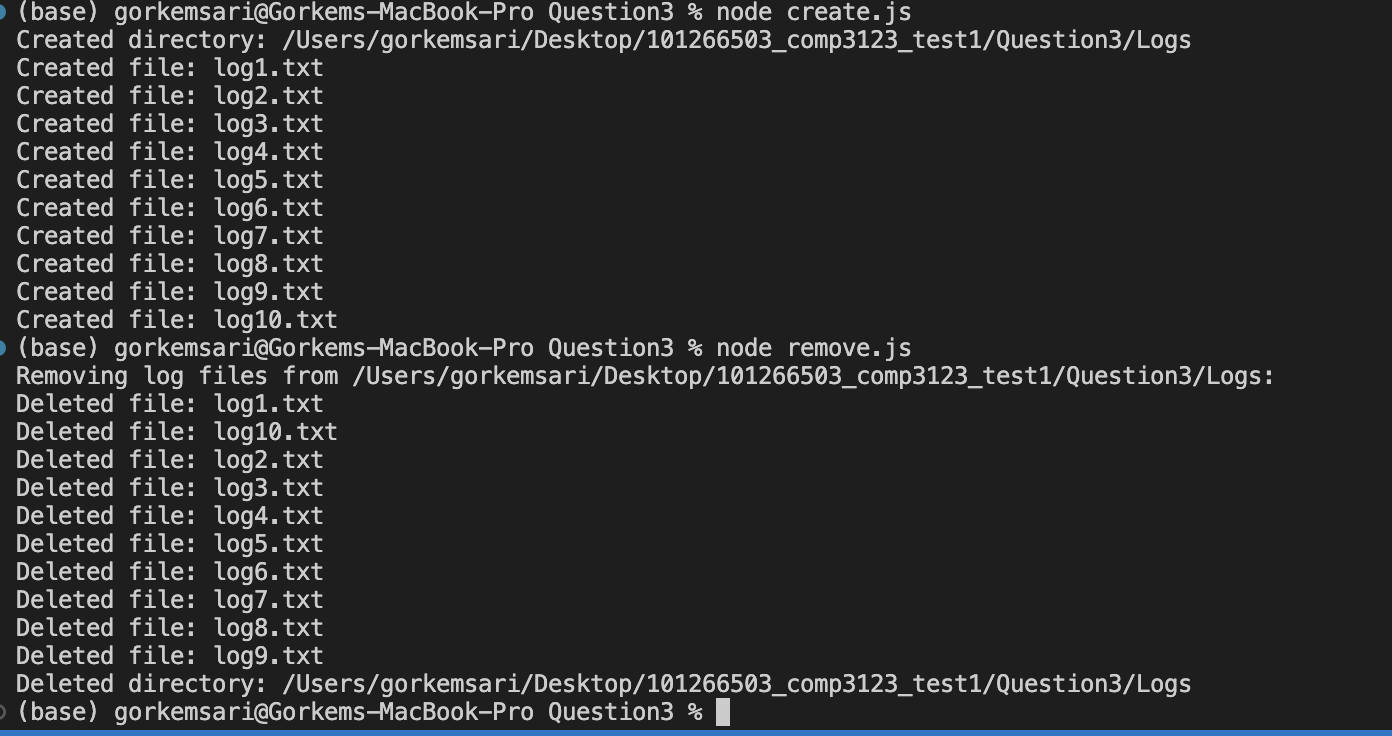 (base) gorkemsari@Gorkems-MacBook-Pro Question3 % node create.js
Created directory: /Users/gorkemsari/Desktop/101266503_comp3123_test1/Question3/Logs
Created file: log1.txt
Created file: log2.txt
Created file: log3.txt
Created file: log4.txt
Created file: log5.txt
Created file: log6.txt
Created file: log7.txt
Created file: log8.txt
Created file: log9.txt
Created file: log10.txt
(base) gorkemsari@Gorkems-MacBook-Pro Question3 % node remove.js
Removing log files from /Users/gorkemsari/Desktop/101266503_comp3123_test1/Question3/Logs:
Deleted file: log1.txt
Deleted file: log10.txt
Deleted file: log2.txt
Deleted file: log3.txt
Deleted file: log4.txt
Deleted file: log5.txt
Deleted file: log6.txt
Deleted file: log7.txt
Deleted file: log8.txt
Deleted file: log9.txt
Deleted directory: /Users/gorkemsari/Desktop/101266503_comp3123_test1/Question3/Logs
(base) gorkemsari@Gorkems-MacBook-Pro Question3 %